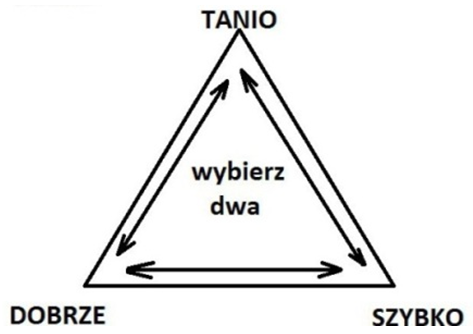 TANIO
wybierz
dwa
DOBRZE
SZYBKO